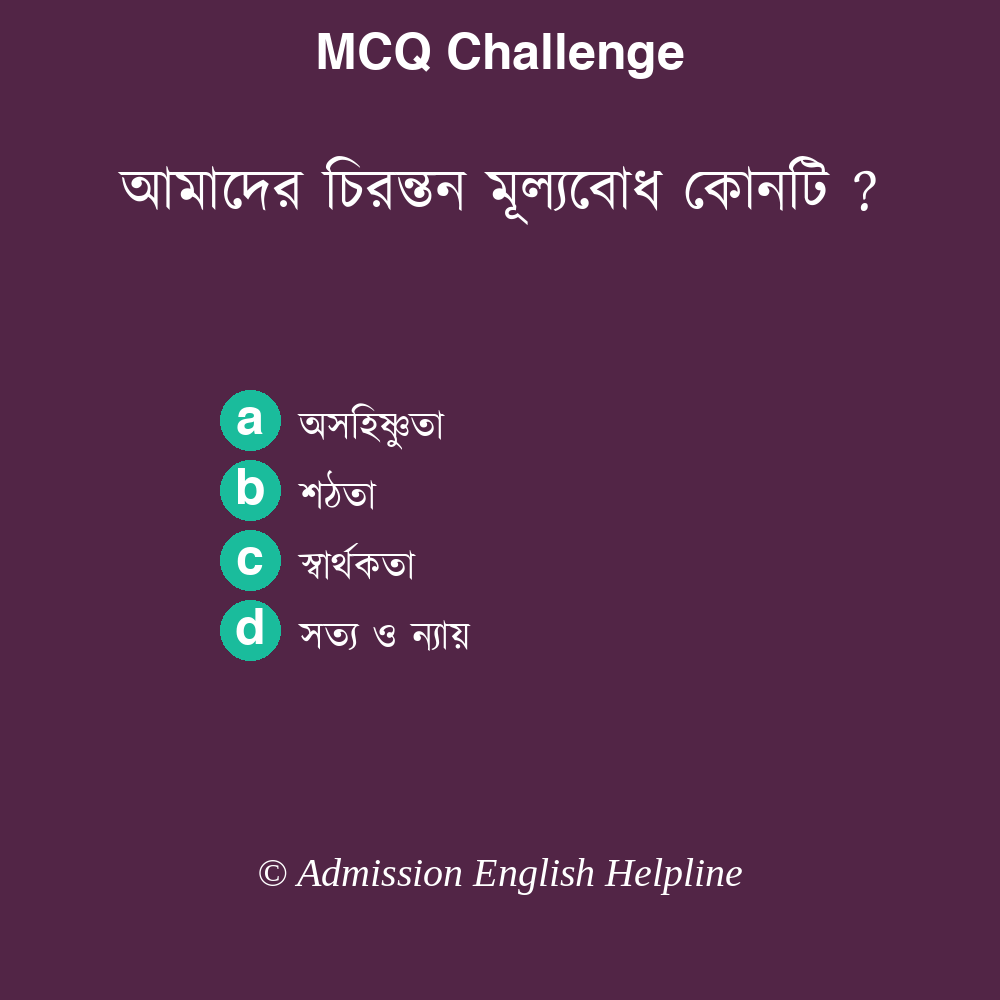 MCQ Challenge
আমাদের চিরন্তন মূল্যবোধ কোনটি ?
a অসহিষ্ণুতা
b শঠতা
c স্বার্থকতা
d সত্য ও ন্যায়
© Admission English Helpline